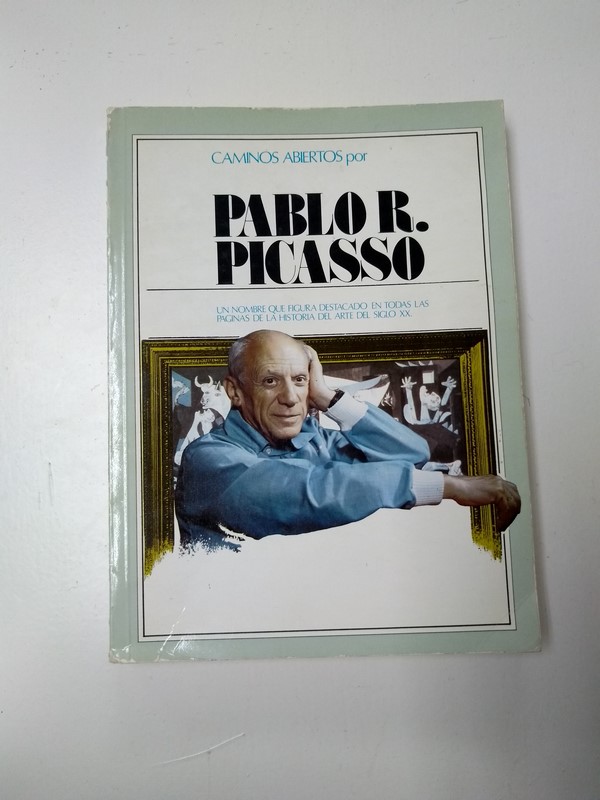 CAMINOS ABIERTOS por
PABLO R.
PICASSO
UN NOMBRE QUE FIGURA DESTACADO EN TODAS LAS
PAGINAS DE LA HISTORIA DEL ARTE DEL SIGLO XX.